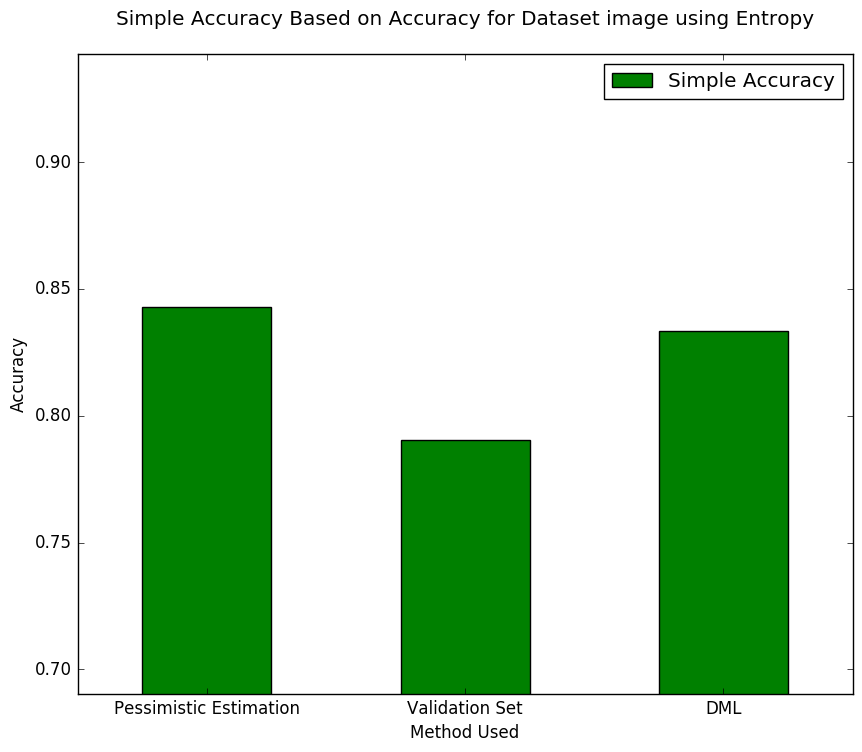 Simple Accuracy Based on Accuracy for Dataset image using Entropy
Simple Accuracy
0.90
0.85
0.80
0.75
0.70
Accuracy
Pessimistic Estimation
Validation Set
DML
Method Used